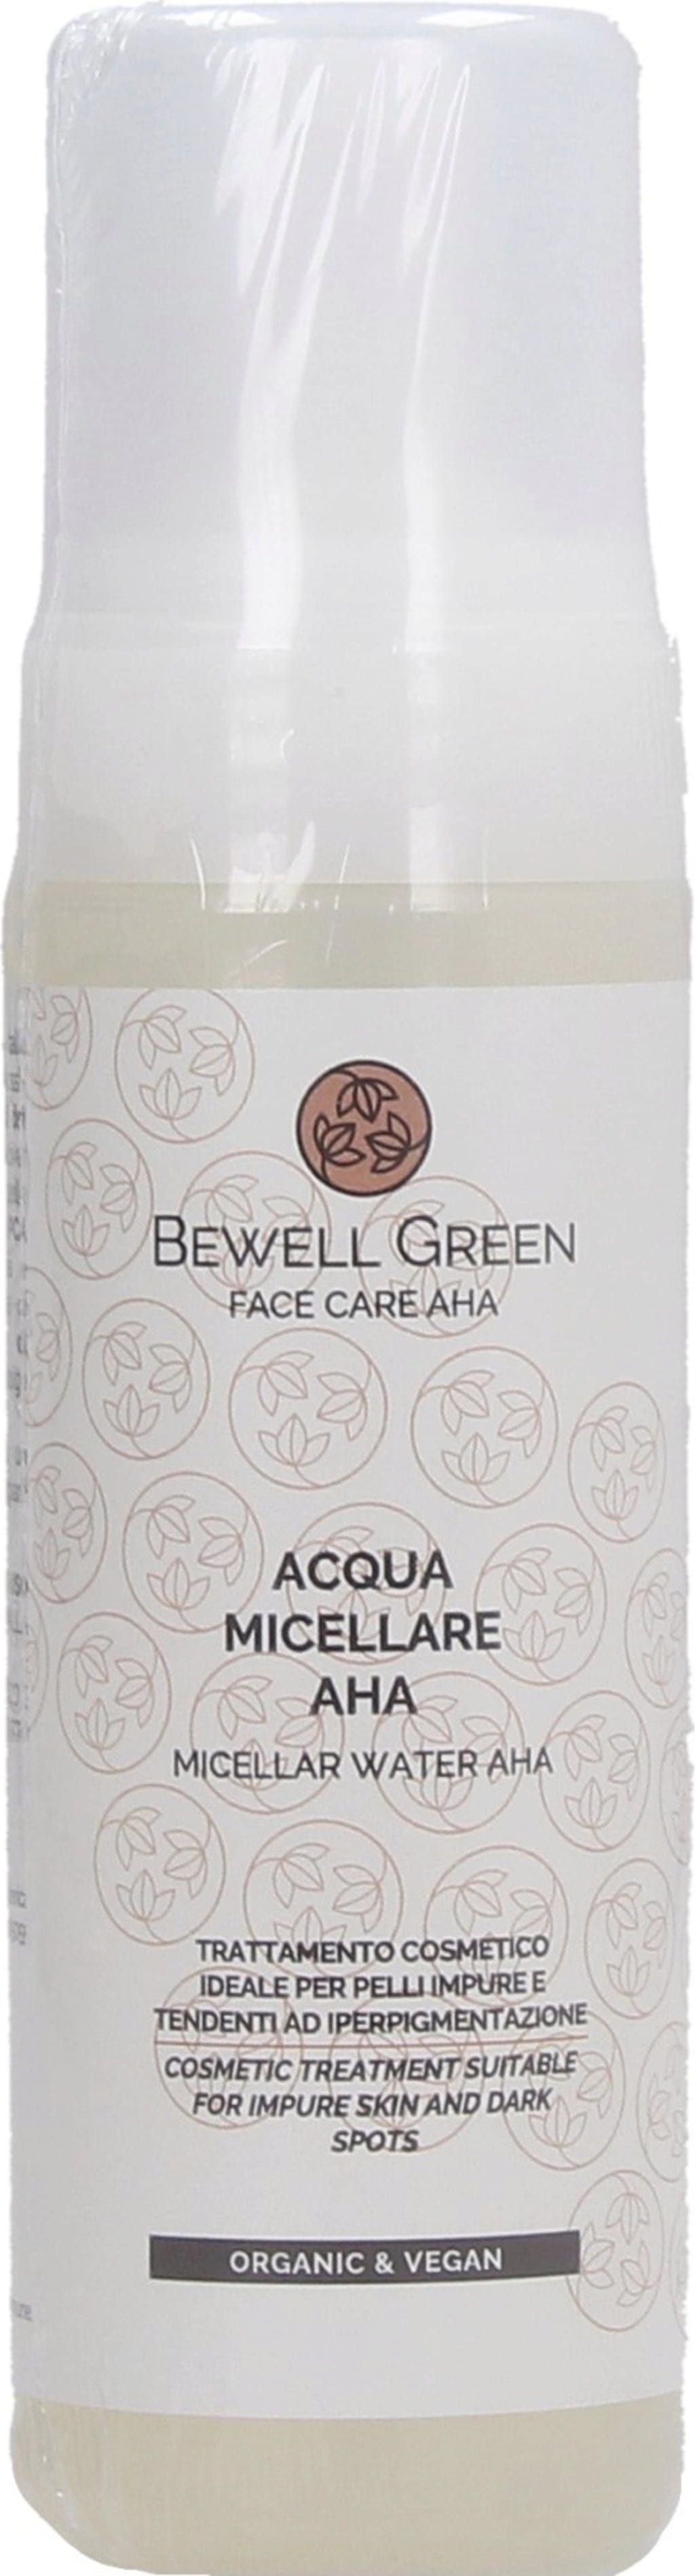 BEWELL GREEN
FACE CARE AHA
ACQUA
MICELLARE
AHA
MICELLAR WATER AHA
TRATTAMENTO COSMETICO
IDEALE PER PELLI IMPURE E
TENDENTI AD IPERPIGMENTAZIONE
COSMETIC TREATMENT SUITABLE
FOR IMPURE SKIN AND DARK
SPOTS
ORGANIC & VEGAN